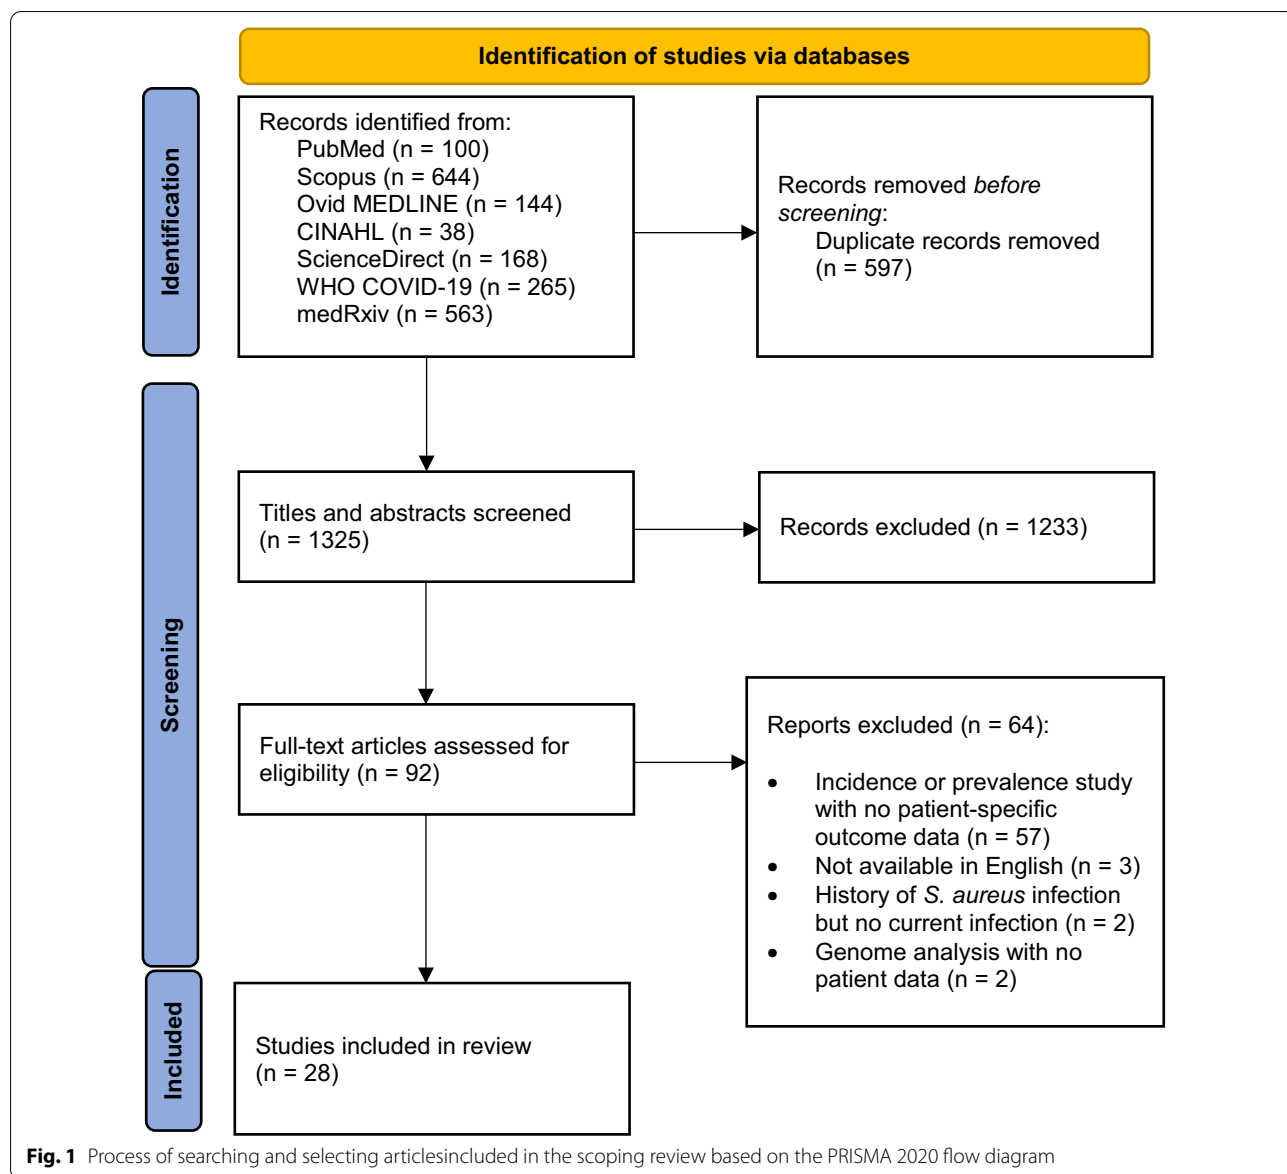 Identification of studies via databases
Identification
Records identified from:
PubMed (n = 100)
Scopus (n = 644)
Ovid MEDLINE (n = 144)
CINAHL (n = 38)
ScienceDirect (n = 168)
WHO COVID-19 (n = 265)
medRxiv (n = 563)
Records removed before
screening:
Duplicate records removed
(n = 597)
Screening
Titles and abstracts screened
(n = 1325)
Records excluded (n = 1233)
Full-text articles assessed for
eligibility (n = 92)
Reports excluded (n = 64):
• Incidence or prevalence study
with no patient-specific
outcome data (n = 57)
• Not available in English (n = 3)
• History of S. aureus infection
but no current infection (n = 2)
• Genome analysis with no
patient data (n = 2)
Included
Studies included in review
(n = 28)
Fig. 1 Process of searching and selecting articlesincluded in the scoping review based on the PRISMA 2020 flow diagram